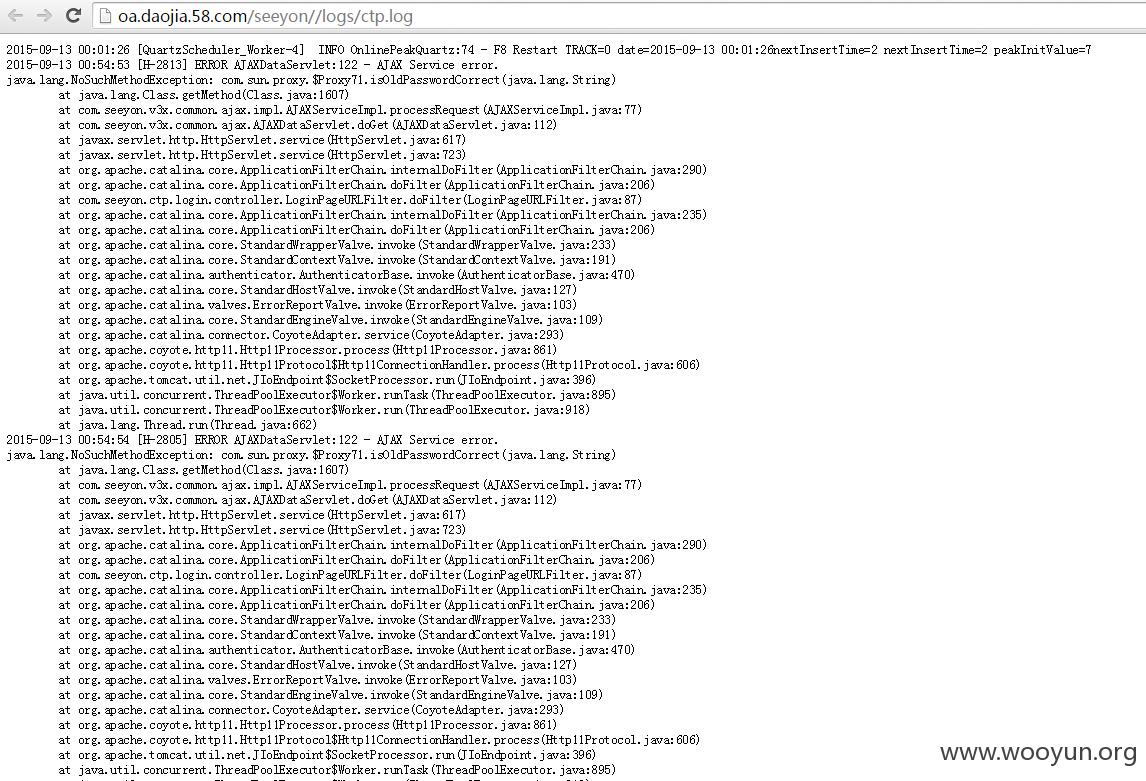 oa.daojia.58.com/seeyon//logs/ctp.log
2015-09-13 00:01:26 [QuartzScheduler_Worker-4]  INFO OnlinePeakQuartz:74 - F8 Restart TRACK=0 date=2015-09-13 00:01:26nextInsertTime=2 nextInsertTime=2 peakInitValue=7
2015-09-13 00:54:53 [H-2813] ERROR AJAXDataServlet:122 - AJAX Service error.
java.lang.NoSuchMethodException: com.sun.proxy.$Proxy71.isOldPasswordCorrect(java.lang.String)
at java.lang.Class.getMethod(Class.java:1607)
at com.seeyon.v3x.common.ajax.impl.AJAXServiceImpl.processRequest(AJAXServiceImpl.java:77)
at com.seeyon.v3x.common.ajax.AJAXDataServlet.doGet(AJAXDataServlet.java:112)
at javax.servlet.http.HttpServlet.service(HttpServlet.java:617)
at javax.servlet.http.HttpServlet.service(HttpServlet.java:723)
at org.apache.catalina.core.ApplicationFilterChain.internalDoFilter(ApplicationFilterChain.java:290)
at org.apache.catalina.core.ApplicationFilterChain.doFilter(ApplicationFilterChain.java:206)
at com.seeyon.ctp.login.controller.LoginPageURLFilter.doFilter(LoginPageURLFilter.java:87)
at org.apache.catalina.core.ApplicationFilterChain.internalDoFilter(ApplicationFilterChain.java:235)
at org.apache.catalina.core.ApplicationFilterChain.doFilter(ApplicationFilterChain.java:206)
at org.apache.catalina.core.StandardWrapperValve.invoke(StandardWrapperValve.java:233)
at org.apache.catalina.core.StandardContextValve.invoke(StandardContextValve.java:191)
at org.apache.catalina.authenticator.AuthenticatorBase.invoke(AuthenticatorBase.java:470)
at org.apache.catalina.core.StandardHostValve.invoke(StandardHostValve.java:127)
at org.apache.catalina.valves.ErrorReportValve.invoke(ErrorReportValve.java:103)
at org.apache.catalina.core.StandardEngineValve.invoke(StandardEngineValve.java:109)
at org.apache.catalina.connector.CoyoteAdapter.service(CoyoteAdapter.java:293)
at org.apache.coyote.http11.Http11Processor.process(Http11Processor.java:861)
at org.apache.coyote.http11.Http11Protocol$Http11ConnectionHandler.process(Http11Protocol.java:606)
at org.apache.tomcat.util.net.JIoEndpoint$SocketProcessor.run(JIoEndpoint.java:396)
at java.util.concurrent.ThreadPoolExecutor$Worker.runTask(ThreadPoolExecutor.java:895)
at java.util.concurrent.ThreadPoolExecutor$Worker.run(ThreadPoolExecutor.java:918)
at java.lang.Thread.run(Thread.java:662)
2015-09-13 00:54:54 [H-2805] ERROR AJAXDataServlet:122 - AJAX Service error.
java.lang.NoSuchMethodException: com.sun.proxy.$Proxy71.isOldPasswordCorrect(java.lang.String)
at java.lang.Class.getMethod(Class.java:1607)
at com.seeyon.v3x.common.ajax.impl.AJAXServiceImpl.processRequest(AJAXServiceImpl.java:77)
at com.seeyon.v3x.common.ajax.AJAXDataServlet.doGet(AJAXDataServlet.java:112)
at javax.servlet.http.HttpServlet.service(HttpServlet.java:617)
at javax.servlet.http.HttpServlet.service(HttpServlet.java:723)
at org.apache.catalina.core.ApplicationFilterChain.internalDoFilter(ApplicationFilterChain.java:290)
at org.apache.catalina.core.ApplicationFilterChain.doFilter(ApplicationFilterChain.java:206)
at com.seeyon.ctp.login.controller.LoginPageURLFilter.doFilter(LoginPageURLFilter.java:87)
at org.apache.catalina.core.ApplicationFilterChain.internalDoFilter(ApplicationFilterChain.java:235)
at org.apache.catalina.core.ApplicationFilterChain.doFilter(ApplicationFilterChain.java:206)
at org.apache.catalina.core.StandardWrapperValve.invoke(StandardWrapperValve.java:233)
at org.apache.catalina.core.StandardContextValve.invoke(StandardContextValve.java:191)
at org.apache.catalina.authenticator.AuthenticatorBase.invoke(AuthenticatorBase.java:470)
at org.apache.catalina.core.StandardHostValve.invoke(StandardHostValve.java:127)
at org.apache.catalina.valves.ErrorReportValve.invoke(ErrorReportValve.java:103)
at org.apache.catalina.core.StandardEngineValve.invoke(StandardEngineValve.java:109)
at org.apache.catalina.connector.CoyoteAdapter.service(CoyoteAdapter.java:293)
at org.apache.coyote.http11.Http11Processor.process(Http11Processor.java:861)
at org.apache.coyote.http11.Http11Protocol$Http11ConnectionHandler.process(Http11Protocol.java:606)
at org.apache.tomcat.util.net.JIoEndpoint$SocketProcessor.run(JIoEndpoint.java:396)
at java.util.concurrent.ThreadPoolExecutor$Worker.runTask(ThreadPoolExecutor.java:895)
www.wooyun.org